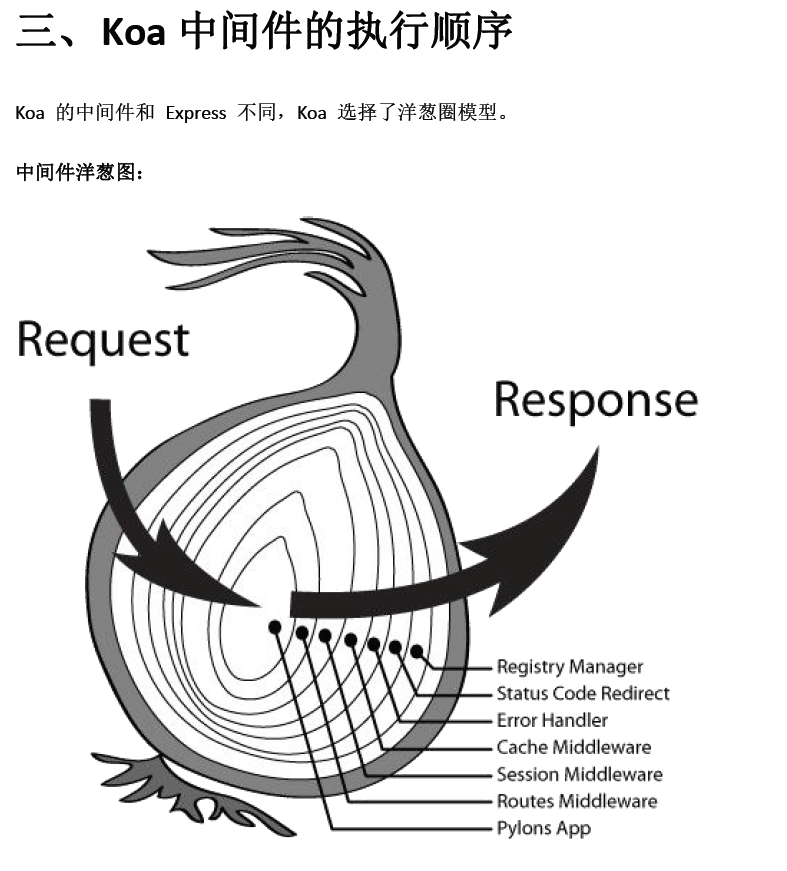 三、Koa 中间件的执行顺序
Koa 的中间件和 Express 不同，Koa 选择了洋葱圈模型。
中间件洋葱图：
Request
Response
Registry Manager
Status Code Redirect
Error Handler
Cache Middleware
Session Middleware
Routes Middleware
Pylons App